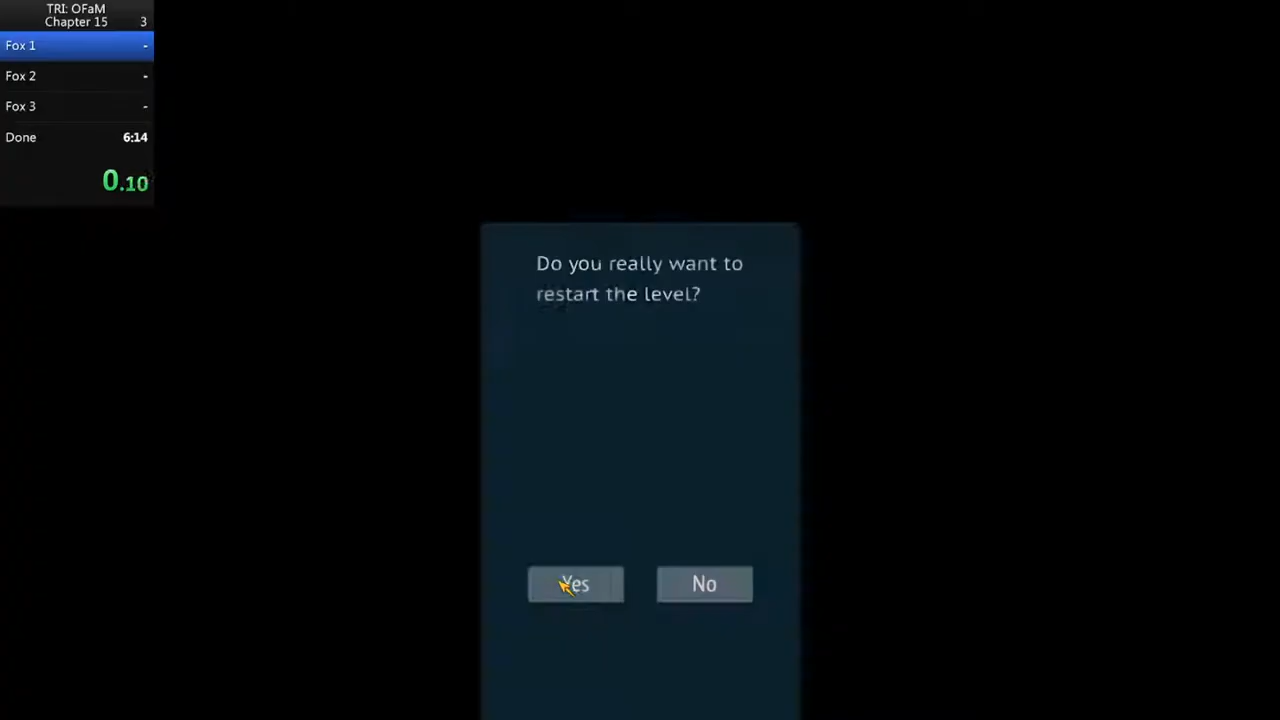 TRI: OFaM
Chapter 15 3
Fox 1 -
Fox 2 -
Fox 3 -
Done 6:14
0.10
Do you really want to
restart the level?
Yes No